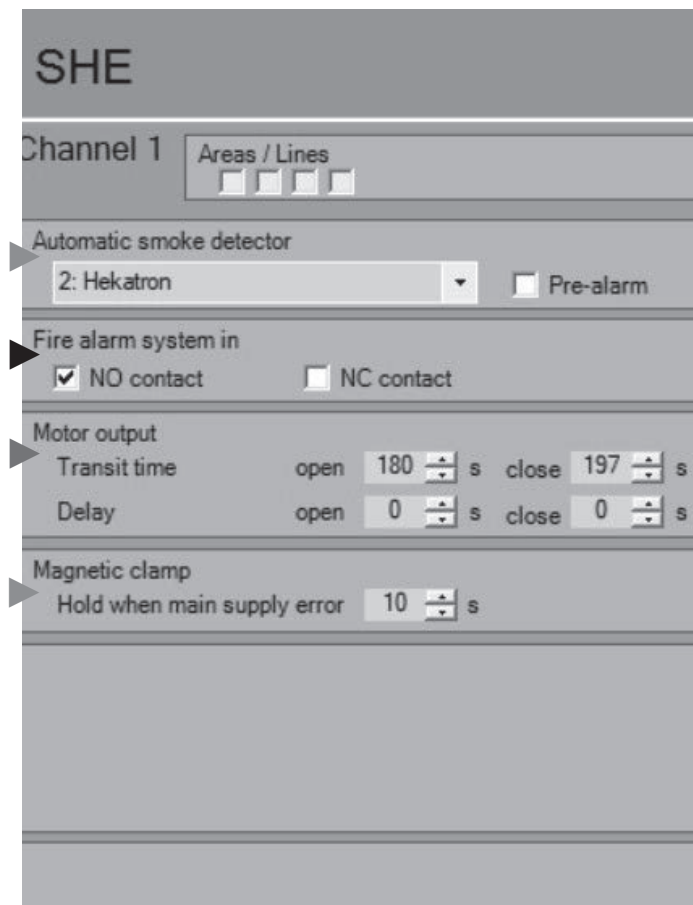 SHE
Channel 1
Areas / Lines
Automatic smoke detector
2: Hekatron Pre-alarm
Fire alarm system in
NO contact NC contact
Motor output
Transit time open 180 s close 197 s
Delay open 0 s close 0 s
Magnetic clamp
Hold when main supply error 10 s